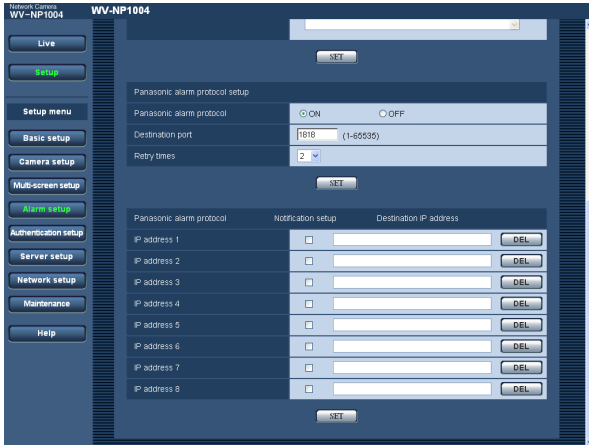 Network Camera
WV-NP1004
WV-NP1004
Live
Setup
Setup menu
Basic setup
Camera setup
Multi-screen setup
Alarm setup
Authentication setup
Server setup
Network setup
Maintenance
Help
SET
Panasonic alarm protocol setup
Panasonic alarm protocol ON OFF
Destination port 1818 (1-65535)
Retry times 2
SET
Panasonic alarm protocol Notification setup Destination IP address
IP address 1 DEL
IP address 2 DEL
IP address 3 DEL
IP address 4 DEL
IP address 5 DEL
IP address 6 DEL
IP address 7 DEL
IP address 8 DEL
SET